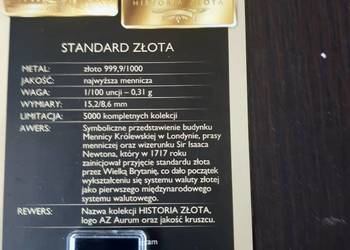 HISTORIA ZŁOTA
STANDARD ZŁOTA
METAL: złoto 999,9/1000
JAKOŚĆ: najwyższa mennicza
WAGA: 1/100 uncji – 0,31 g
WYMIARY: 15,2/8,6 mm
LIMITACJA: 5000 kompletnych kolekcji
AWERS: Symboliczne przedstawienie budynku
Mennicy Królewskiej w Londynie, prasy
menniczej oraz wizerunku Sir Isaaca
Newtona, który w 1717 roku
zainicjował przyjęcie standardu złota
przez Wielką Brytanię, co dało początek
wykształceniu się systemu waluty złotej
jako pierwszego międzynarodowego
systemu walutowego.
REWERS: Nazwa kolekcji HISTORIA ZŁOTA,
logo AZ Aurum oraz jakość kruszcu.